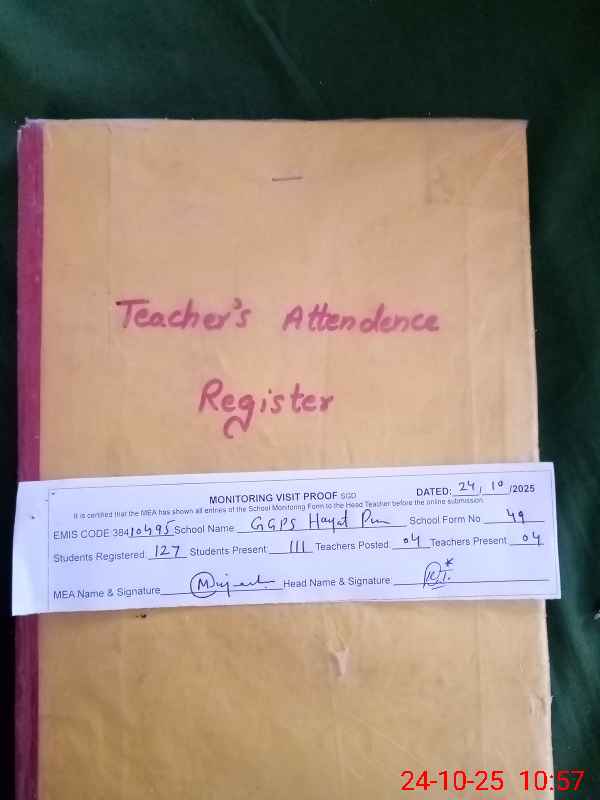 Teacher's Attendence
Register
MONITORING VISIT PROOF SGD
DATED: 24/10/2025
It is certified that the MEA has shown all entries of the School Monitoring Form to the Head Teacher before the online submission.
EMIS CODE 38410495 School Name GGPS Hayat Pur School Form No 49
Students Registered 127 Students Present 111 Teachers Posted 04 Teachers Present 04
MEA Name & Signature Head Name & Signature
24-10-25 10:57